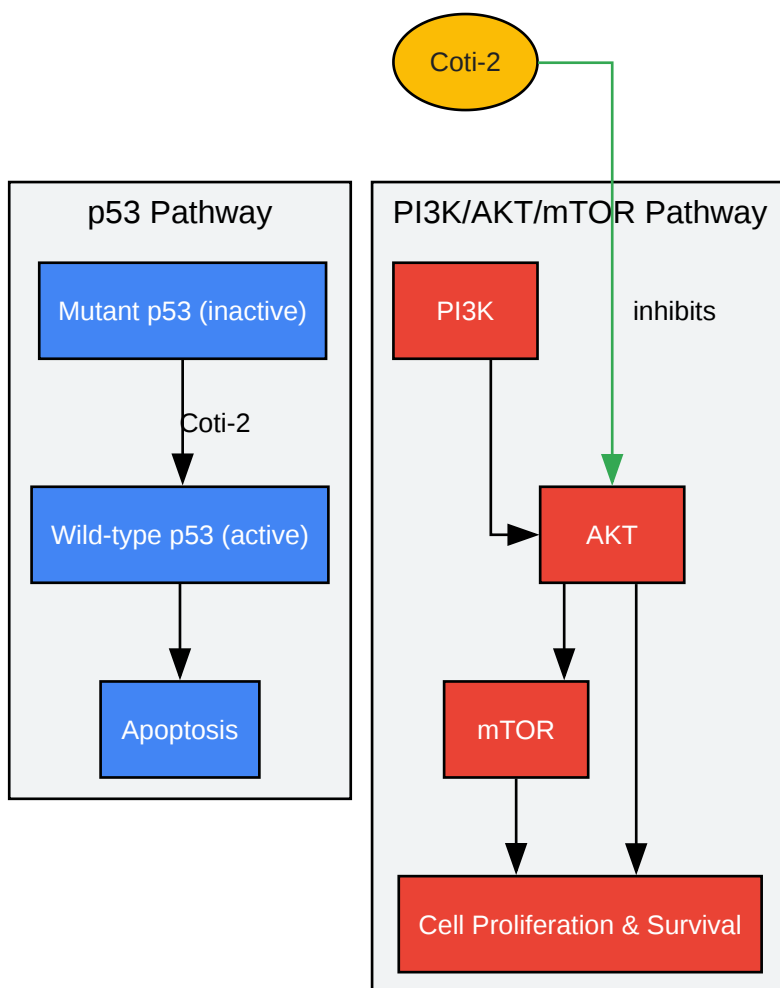 Coti-2
p53 Pathway
Mutant p53 (inactive)
Coti-2
Wild-type p53 (active)
Apoptosis
PI3K/AKT/mTOR Pathway
PI3K
inhibits
AKT
mTOR
Cell Proliferation & Survival